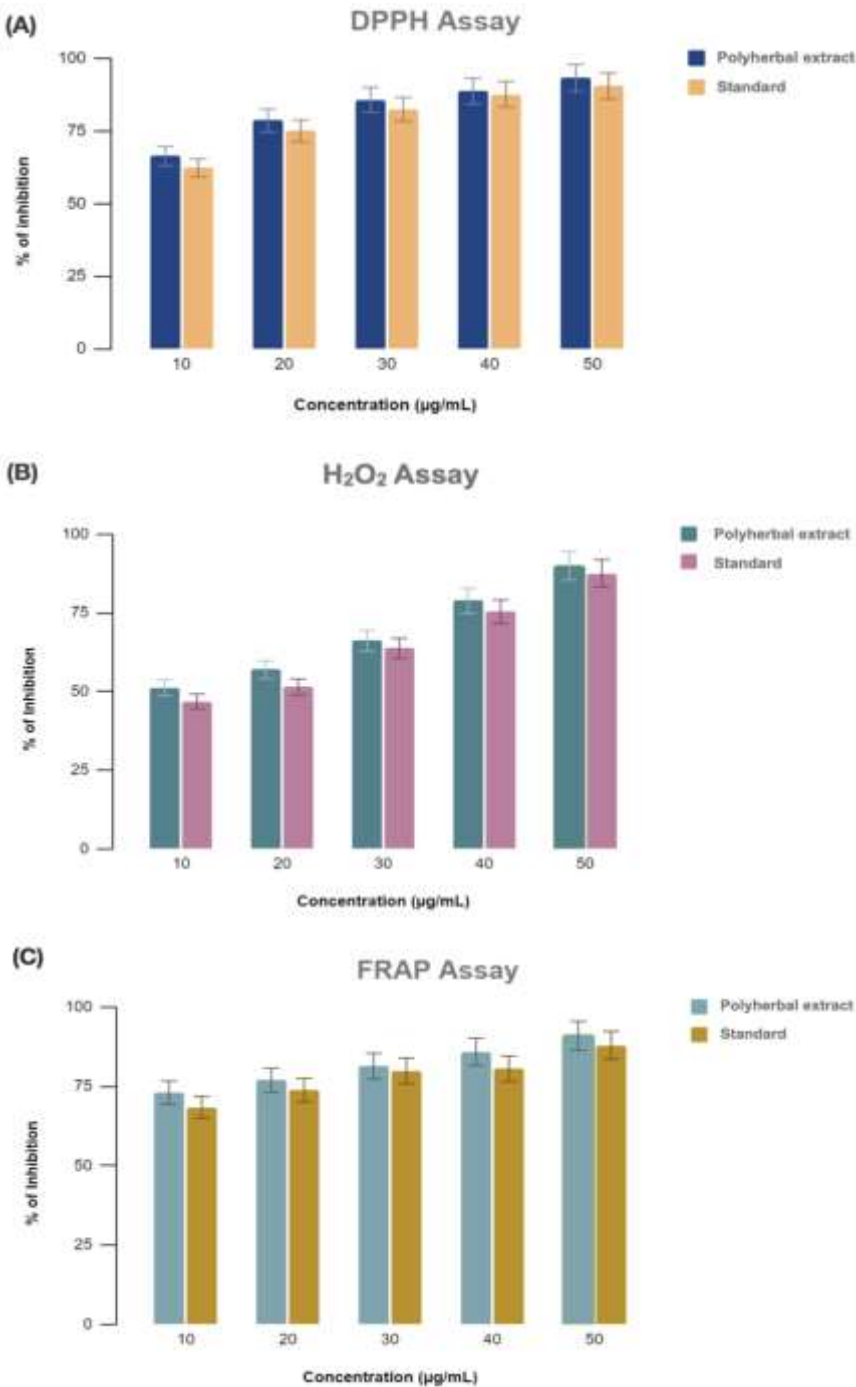 (A)
DPPH Assay
Polyherbal extract
Standard
100
75
50
25
0
% of inhibition
10 20 30 40 50
Concentration (µg/mL)
(B)
H₂O₂ Assay
Polyherbal extract
Standard
100
75
50
25
0
% of Inhibition
10 20 30 40 50
Concentration (µg/mL)
(C)
FRAP Assay
Polyherbal extract
Standard
100
75
50
25
0
% of Inhibition
10 20 30 40 50
Concentration (µg/mL)